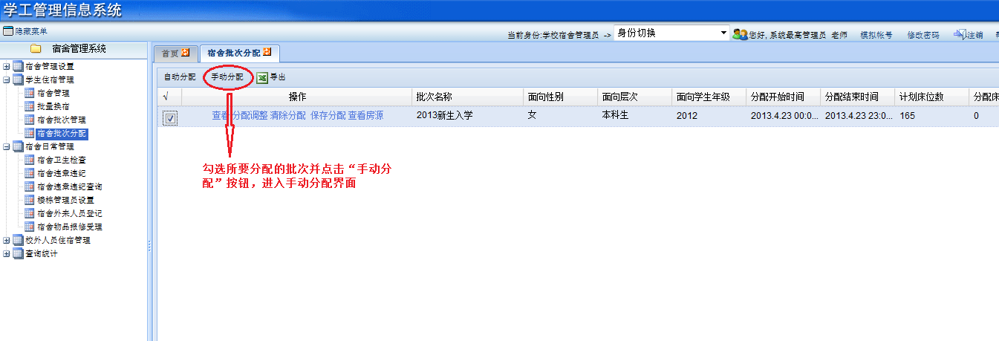 学工管理信息系统
隐藏菜单
当前身份:学校宿舍管理员 -> 身份切换 您好, 系统最高管理员 老师 模拟帐号 修改密码 注销
宿舍管理系统
首页 宿舍批次分配
宿舍管理设置
学生住宿管理
宿舍管理
批量换宿
宿舍批次管理
宿舍批次分配
宿舍日常管理
宿舍卫生检查
宿舍违章违纪
宿舍违章违纪查询
楼栋管理员设置
宿舍外来人员登记
宿舍物品报修受理
校外人员住宿管理
查询统计
自动分配 手动分配 导出
√ 操作 批次名称 面向性别 面向层次 面向学生年级 分配开始时间 分配结束时间 计划床位数 分配床
查看 分配调整 清除分配 保存分配 查看房源 2013新生入学 女 本科生 2012 2013.4.23 00:0... 2013.4.23 23:0... 165 0
勾选所要分配的批次并点击“手动分
配”按钮，进入手动分配界面